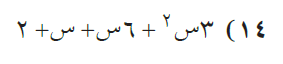 ١٤) ٣س٢ + ٦س + س + ٢